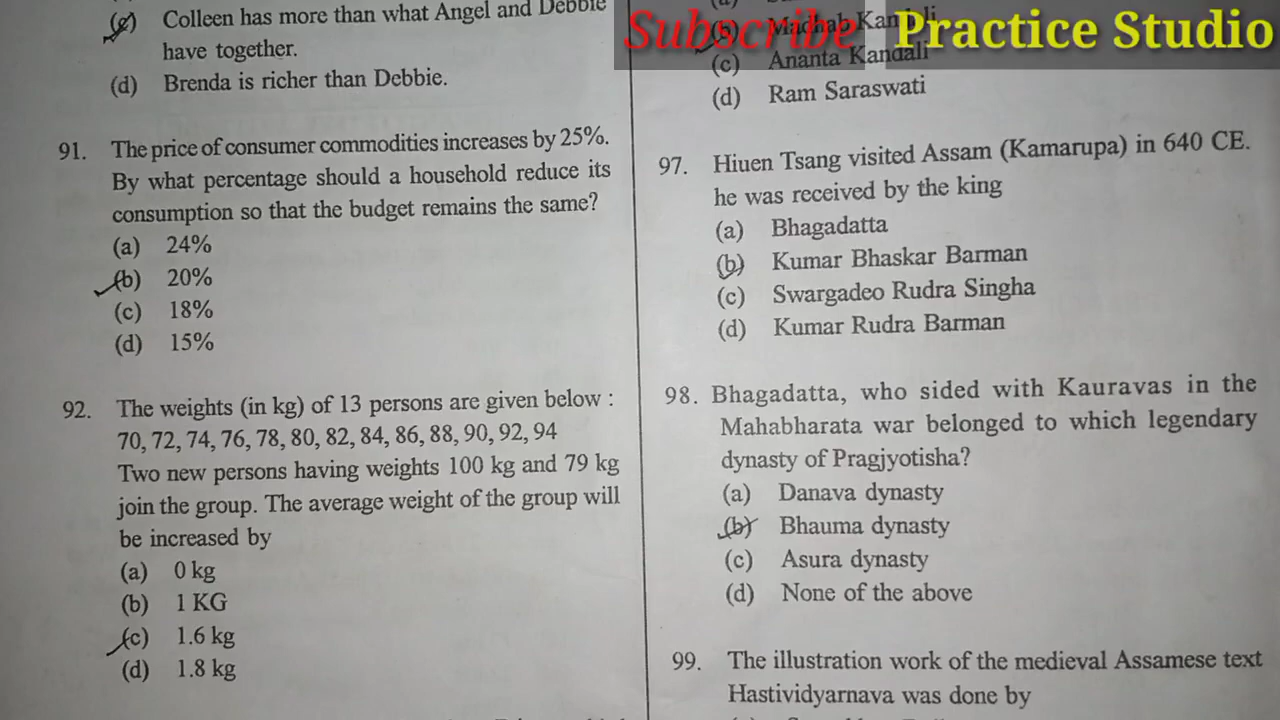 (c) Colleen has more than what Angel and Debbie
have together.
(d) Brenda is richer than Debbie.
91. The price of consumer commodities increases by 25%.
By what percentage should a household reduce its
consumption so that the budget remains the same?
(a) 24%
(b) 20%
(c) 18%
(d) 15%
92. The weights (in kg) of 13 persons are given below :
70, 72, 74, 76, 78, 80, 82, 84, 86, 88, 90, 92, 94
Two new persons having weights 100 kg and 79 kg
join the group. The average weight of the group will
be increased by
(a) 0 kg
(b) 1 KG
(c) 1.6 kg
(d) 1.8 kg
Subscribe Practice Studio
(b) Madhab Kandali
(c) Ananta Kandali
(d) Ram Saraswati
97. Hiuen Tsang visited Assam (Kamarupa) in 640 CE.
he was received by the king
(a) Bhagadatta
(b) Kumar Bhaskar Barman
(c) Swargadeo Rudra Singha
(d) Kumar Rudra Barman
98. Bhagadatta, who sided with Kauravas in the
Mahabharata war belonged to which legendary
dynasty of Pragjyotisha?
(a) Danava dynasty
(b) Bhauma dynasty
(c) Asura dynasty
(d) None of the above
99. The illustration work of the medieval Assamese text
Hastividyarnava was done by